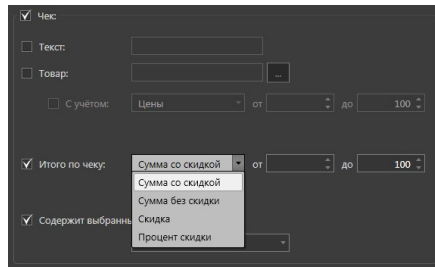 Чек:
Текст:
Товар: ...
С учётом: Цены от до 100
Итого по чеку: Сумма со скидкой от до 100
Сумма со скидкой
Сумма без скидки
Содержит Скидка
Процент скидки